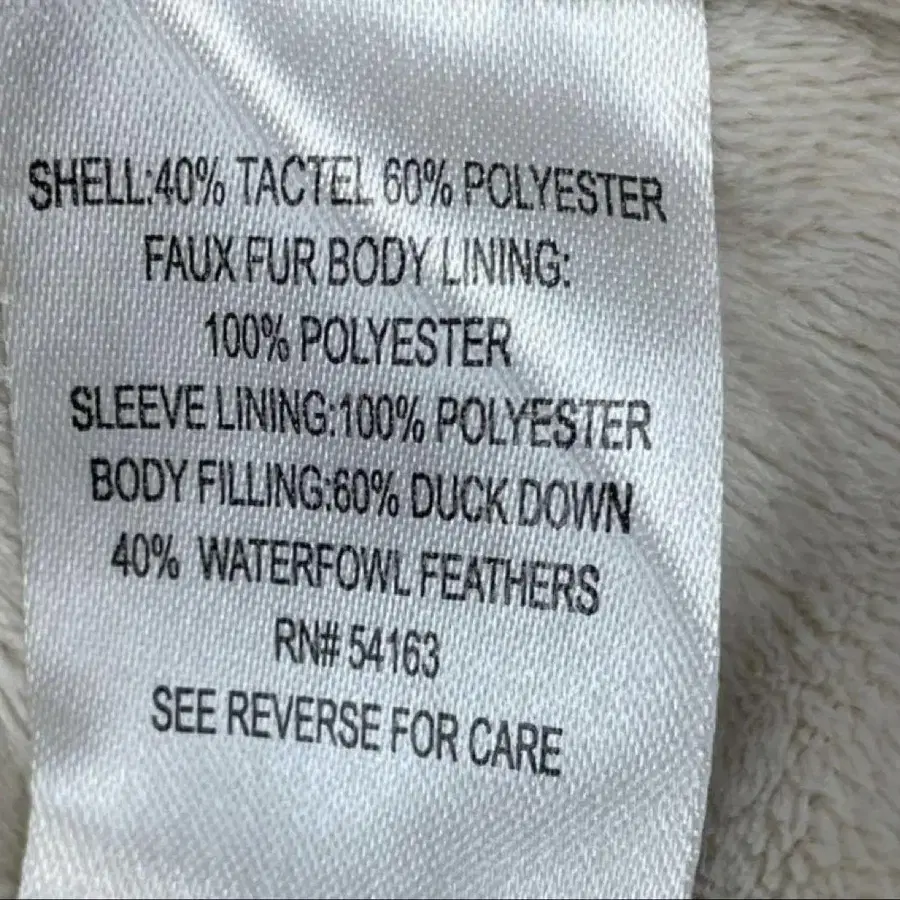 SHELL:40% TACTEL 60% POLYESTER
FAUX FUR BODY LINING:
100% POLYESTER
SLEEVE LINING:100% POLYESTER
BODY FILLING:60% DUCK DOWN
40% WATERFOWL FEATHERS
RN# 54163
SEE REVERSE FOR CARE